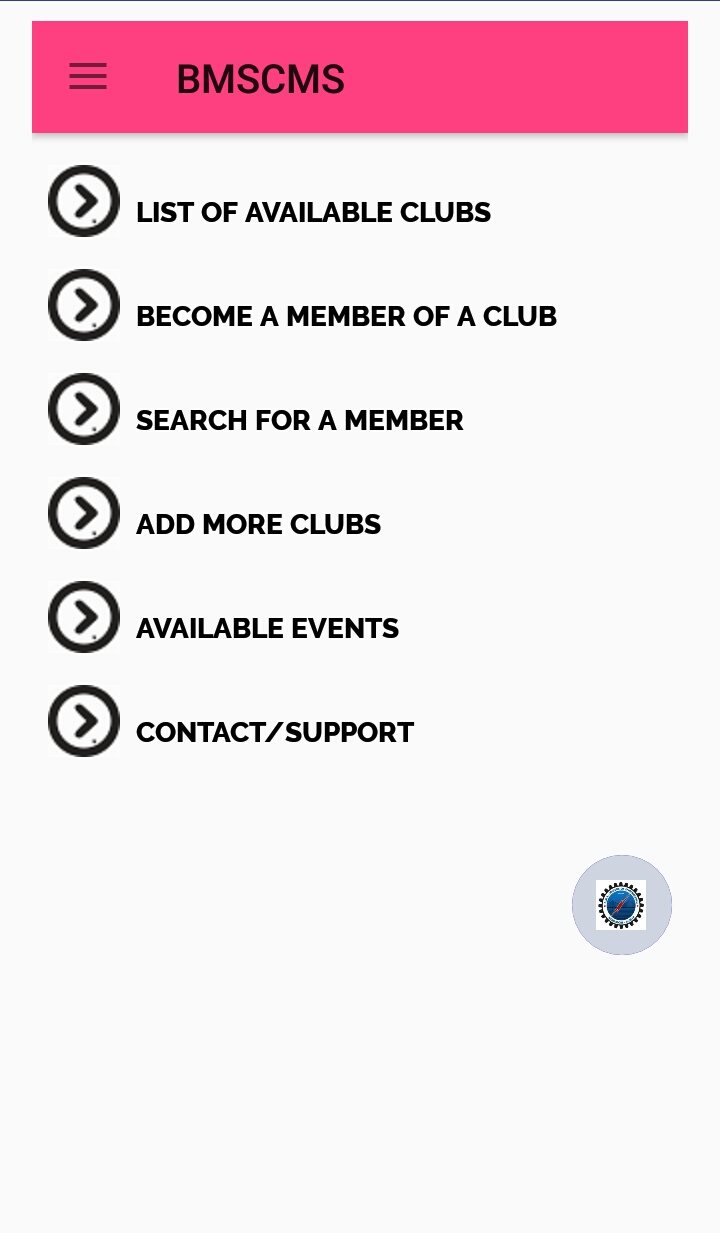 BMSCMS
LIST OF AVAILABLE CLUBS
BECOME A MEMBER OF A CLUB
SEARCH FOR A MEMBER
ADD MORE CLUBS
AVAILABLE EVENTS
CONTACT/SUPPORT